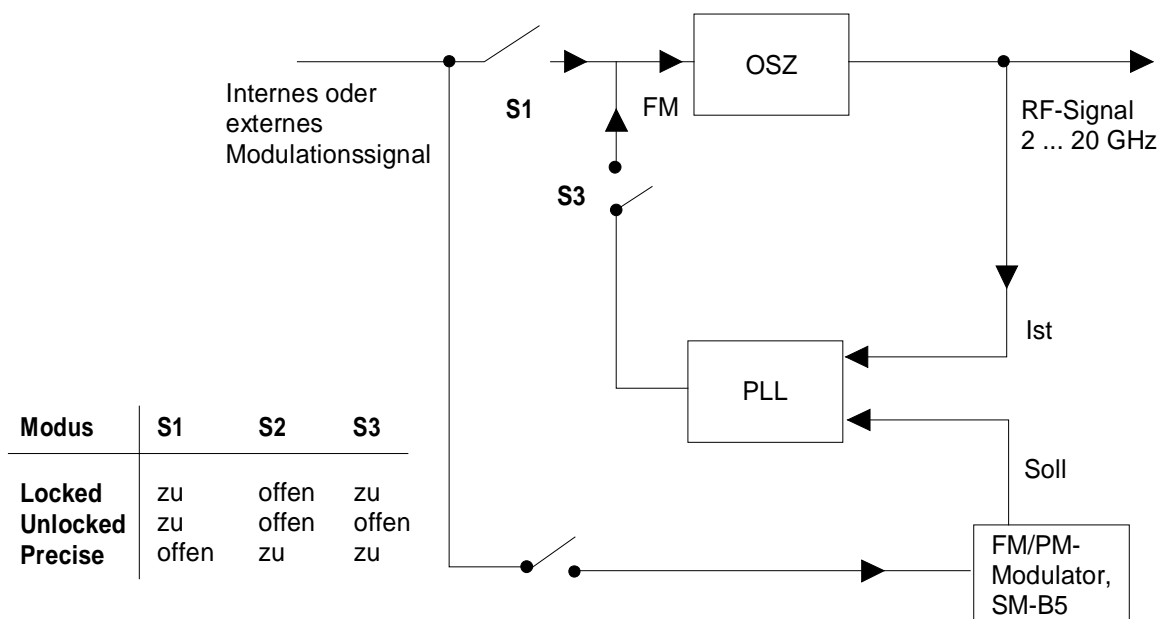 OSZ
Internes oder
externes
Modulationssignal
S1
FM
RF-Signal
2 ... 20 GHz
S3
Ist
PLL
Soll
Modus S1 S2 S3
Locked zu offen zu
Unlocked zu offen offen
Precise offen zu zu
FM/PM-
Modulator,
SM-B5